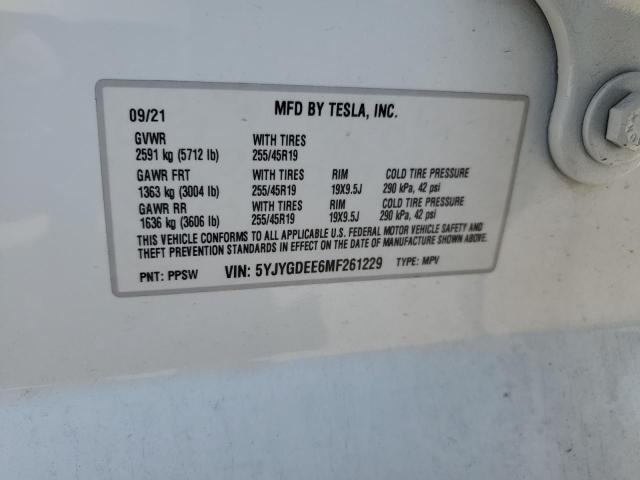 09/21 MFD BY TESLA, INC.
GVWR WITH TIRES
2591 kg (5712 lb) 255/45R19
GAWR FRT WITH TIRES RIM COLD TIRE PRESSURE
1363 kg (3004 lb) 255/45R19 19X9.5J 290 kPa, 42 psi
GAWR RR WITH TIRES RIM COLD TIRE PRESSURE
1636 kg (3606 lb) 255/45R19 19X9.5J 290 kPa, 42 psi
THIS VEHICLE CONFORMS TO ALL APPLICABLE U.S. FEDERAL MOTOR VEHICLE SAFETY AND
THEFT PREVENTION STANDARDS IN EFFECT ON THE DATE OF MANUFACTURE SHOWN ABOVE.
PNT: PPSW VIN: 5YJYGDEE6MF261229 TYPE: MPV